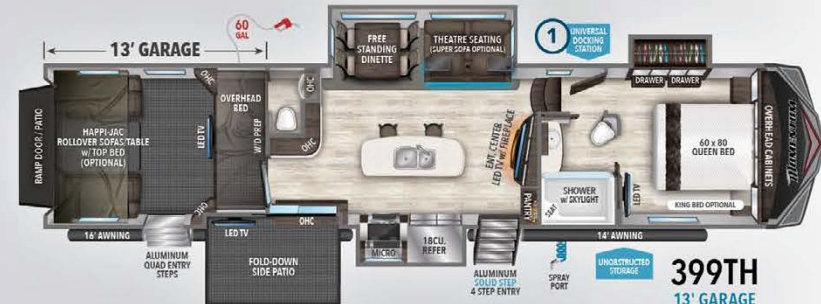 60
GAL
13' GARAGE
FREE
STANDING
DINETTE
THEATRE SEATING
(SUPER SOFA OPTIONAL)
1
UNIVERSAL
DOCKING
STATION
RAMP DOOR / PATIO
HAPPI-JAC
ROLLOVER SOFAS/TABLE
w/ TOP BED
(OPTIONAL)
OHC
LED TV
OVERHEAD
BED
W/D PREP
OHC
OHC
OHC
ENT. CENTER
LED TV w/ FIREPLACE
DRAWER
DRAWER
60 x 80
QUEEN BED
OVERHEAD CABINETS
MOMENTUM
PANTRY
SEAT
SHOWER
w/ SKYLIGHT
LED TV
KING BED OPTIONAL
OHC
16' AWNING
LED TV
OHC
14' AWNING
ALUMINUM
QUAD ENTRY
STEPS
FOLD-DOWN
SIDE PATIO
MICRO
18CU.
REFER
ALUMINUM
SOLID STEP
4 STEP ENTRY
SPRAY
PORT
UNOBSTRUCTED
STORAGE
399TH
13' GARAGE